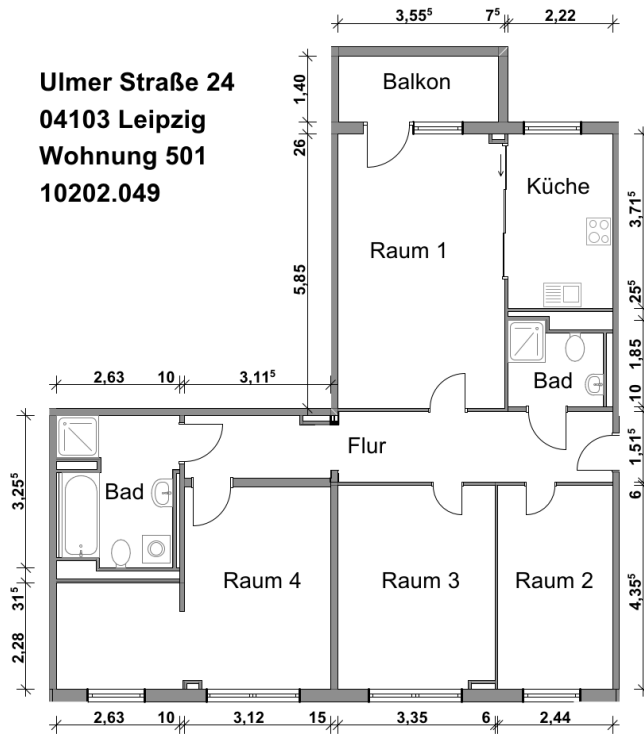 3,55⁵ 7⁵ 2,22
Ulmer Straße 24
04103 Leipzig
Wohnung 501
10202.049
1,40
Balkon
26
Küche
3,71⁵
Raum 1
5,85
25⁵
1,85
2,63 10 3,11⁵
Bad
10
Flur
1,51⁵
3,25⁵
Bad
6
Raum 4
Raum 3
Raum 2
31⁵
4,35⁵
2,28
2,63 10 3,12 15 3,35 6 2,44